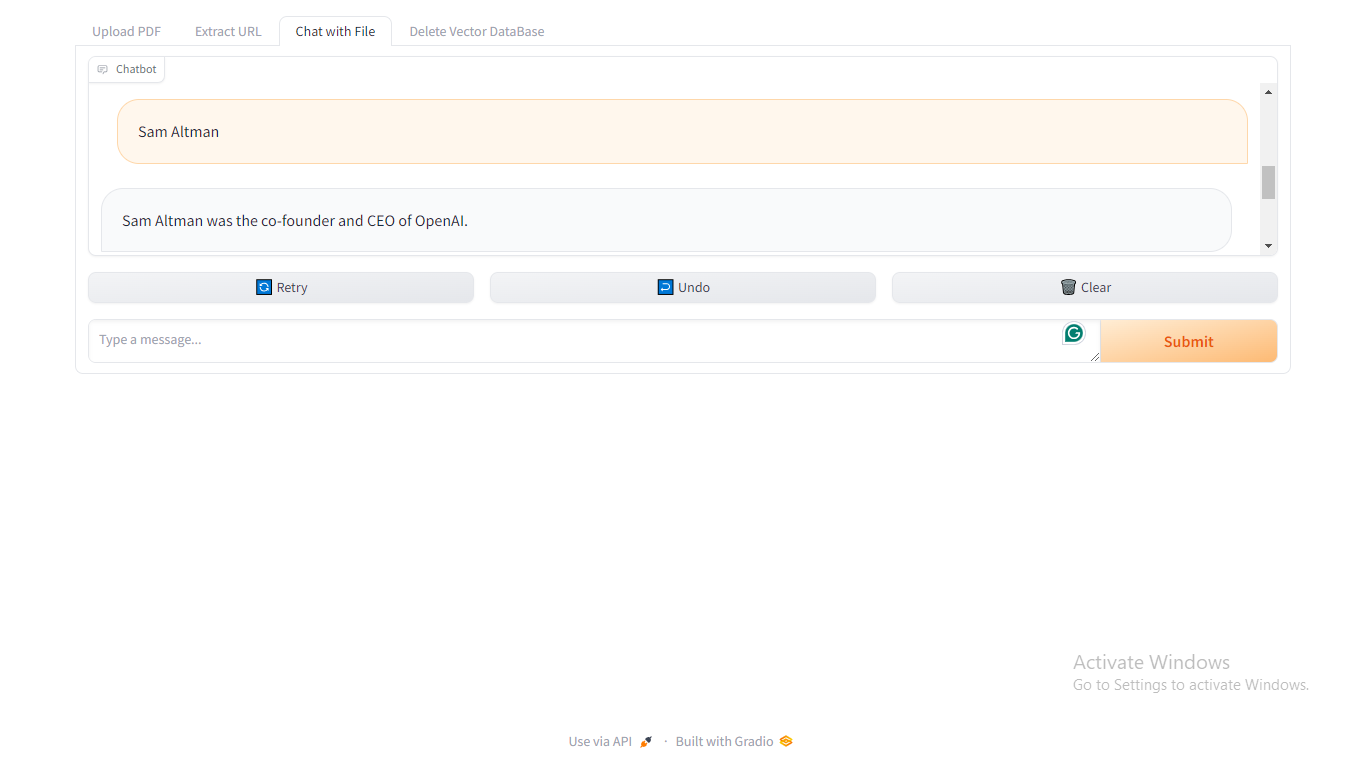 Upload PDF Extract URL Chat with File Delete Vector DataBase
Chatbot
Sam Altman
Sam Altman was the co-founder and CEO of OpenAI.
Retry Undo Clear
Type a message... Submit
Activate Windows
Go to Settings to activate Windows.
Use via API · Built with Gradio